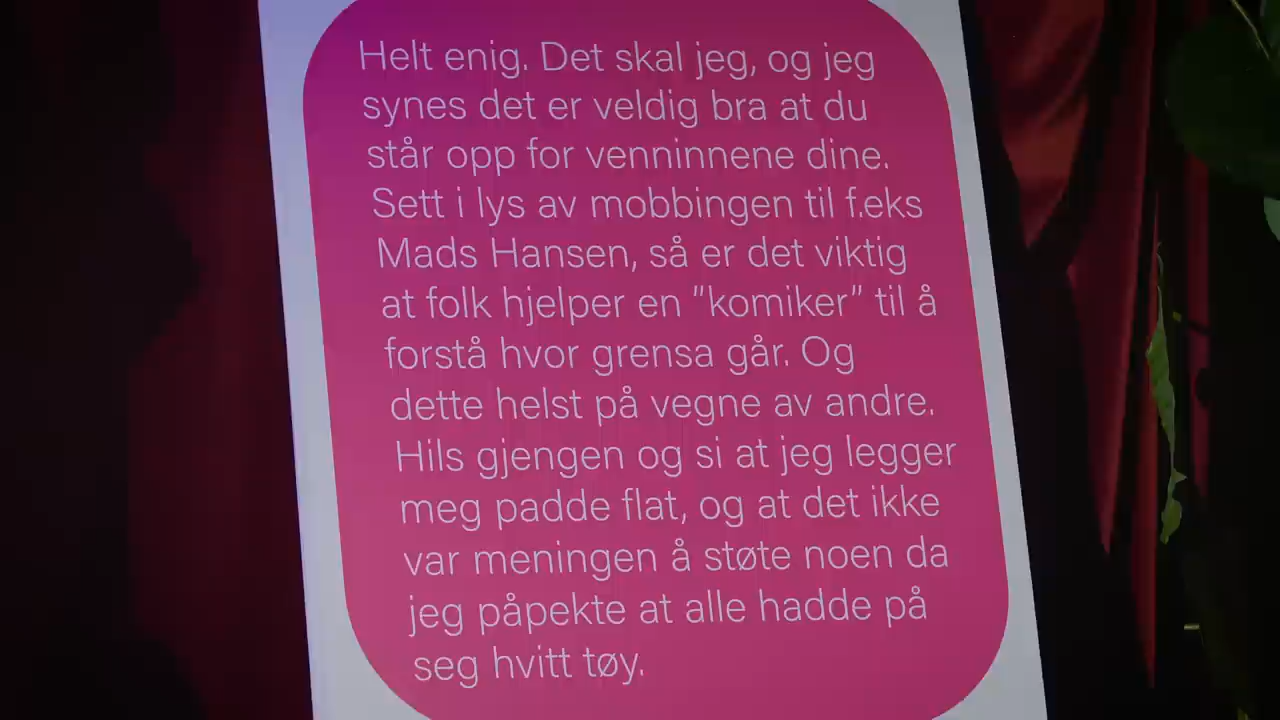 Helt enig. Det skal jeg, og jeg
synes det er veldig bra at du
står opp for venninnene dine.
Sett i lys av mobbingen til f.eks
Mads Hansen, så er det viktig
at folk hjelper en ”komiker” til å
forstå hvor grensa går. Og
dette helst på vegne av andre.
Hils gjengen og si at jeg legger
meg padde flat, og at det ikke
var meningen å støte noen da
jeg påpekte at alle hadde på
seg hvitt tøy.